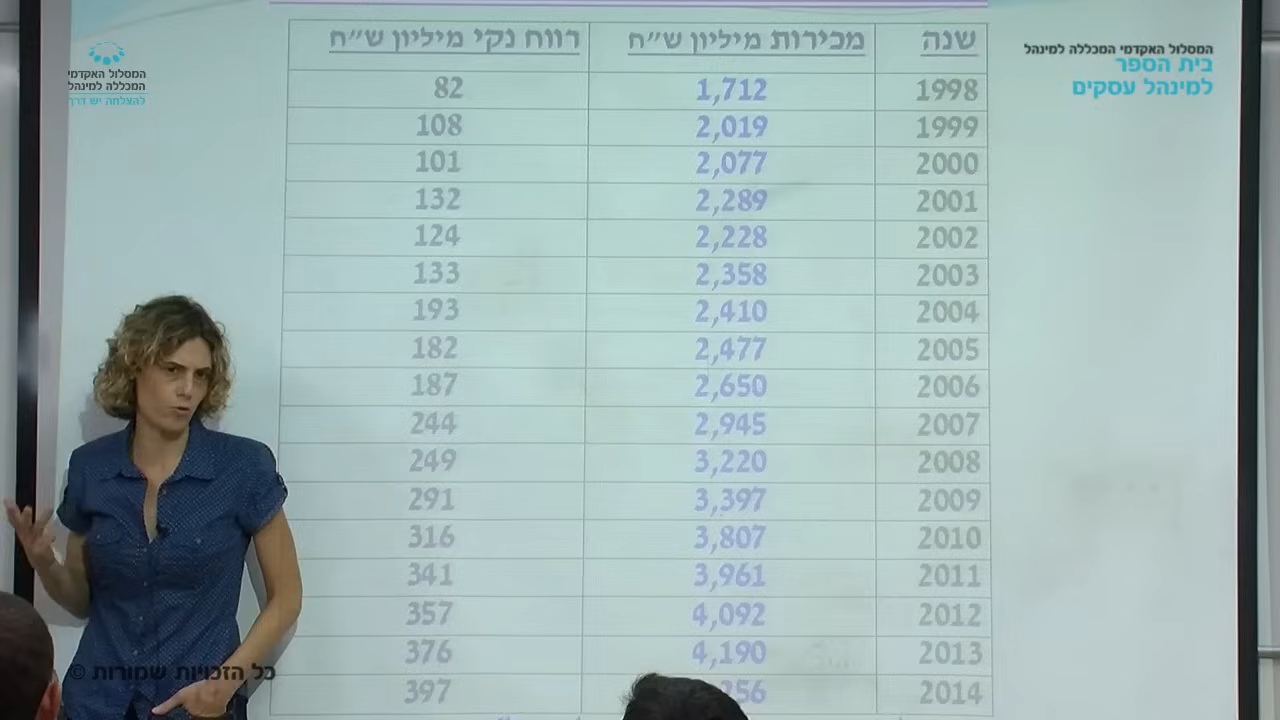 המסלול האקדמי המכללה למינהל
בית הספר
למינהל עסקים
המסלול האקדמי
המכללה למינהל
להצלחה יש דרך
שנה מכירות מיליון ש״ח רווח נקי מיליון ש״ח
1998 1,712 82
1999 2,019 108
2000 2,077 101
2001 2,289 132
2002 2,228 124
2003 2,358 133
2004 2,410 193
2005 2,477 182
2006 2,650 187
2007 2,945 244
2008 3,220 249
2009 3,397 291
2010 3,807 316
2011 3,961 341
2012 4,092 357
2013 4,190 376
2014 397
כל הזכויות שמורות ©